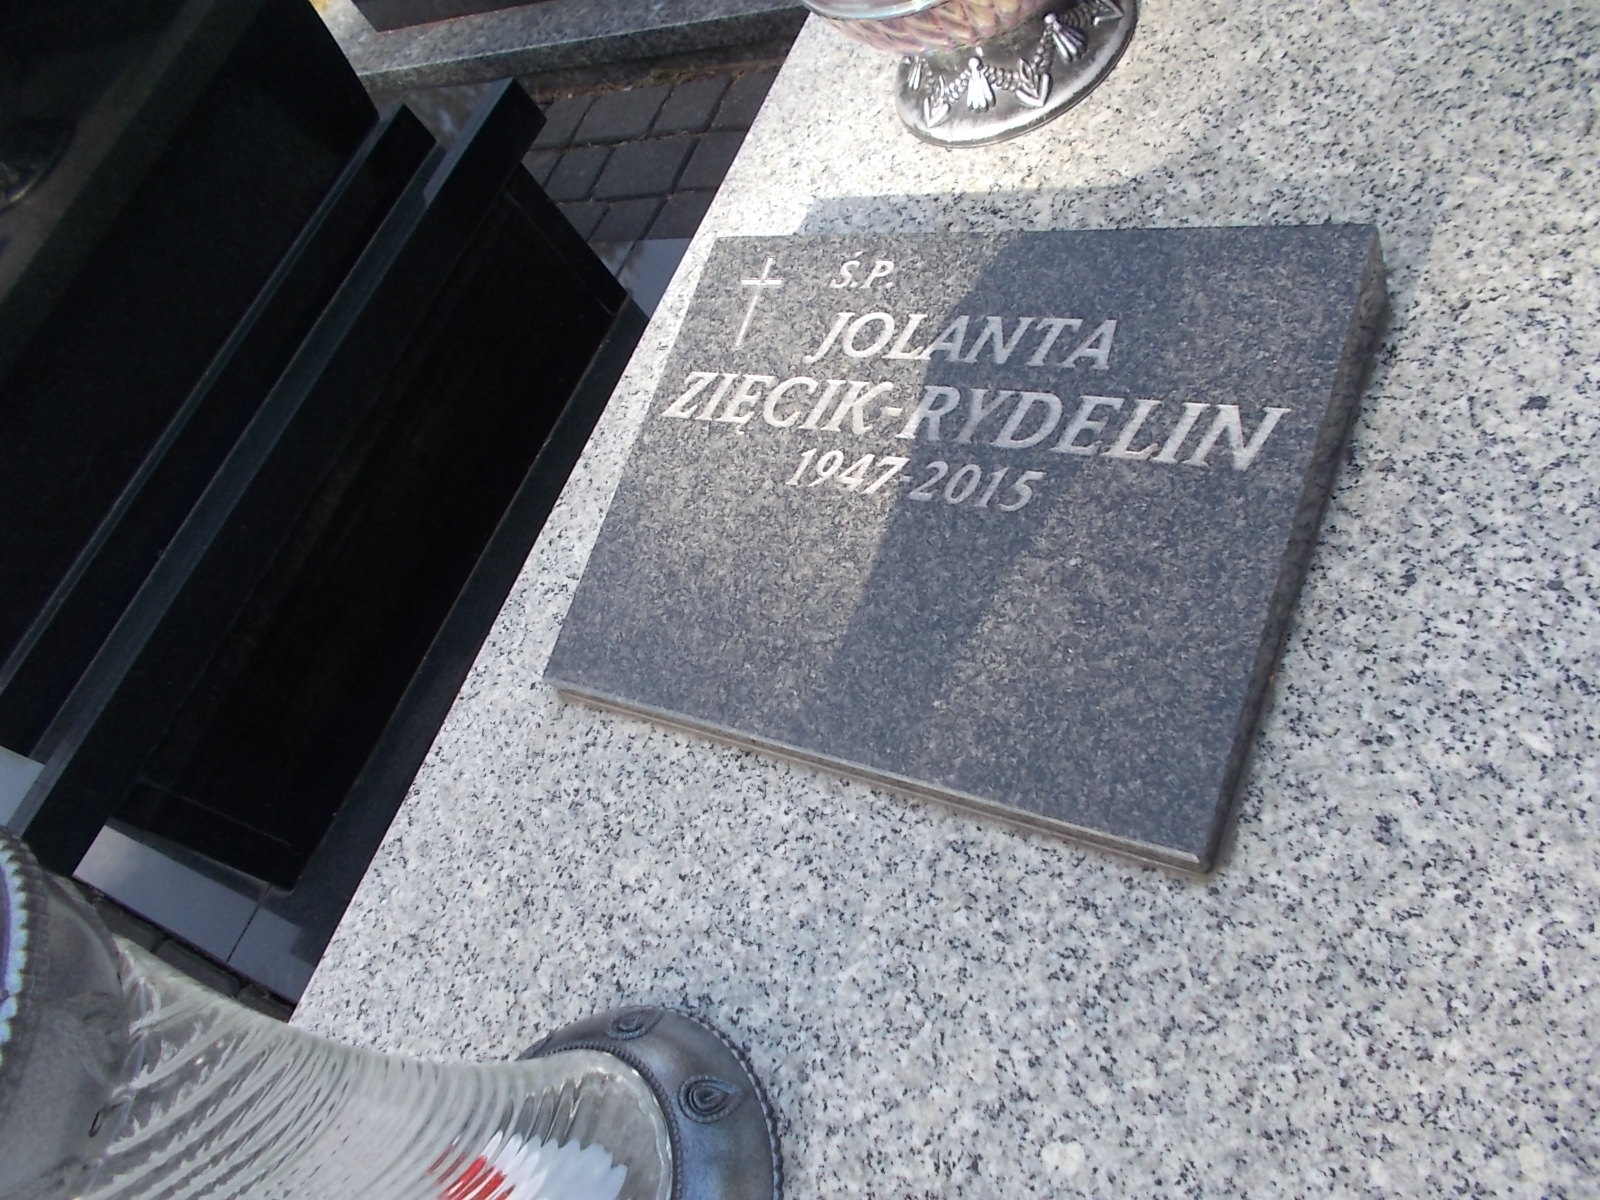 Ś.P.
JOLANTA
ZIĘCIK-RYDELIN
1947-2015